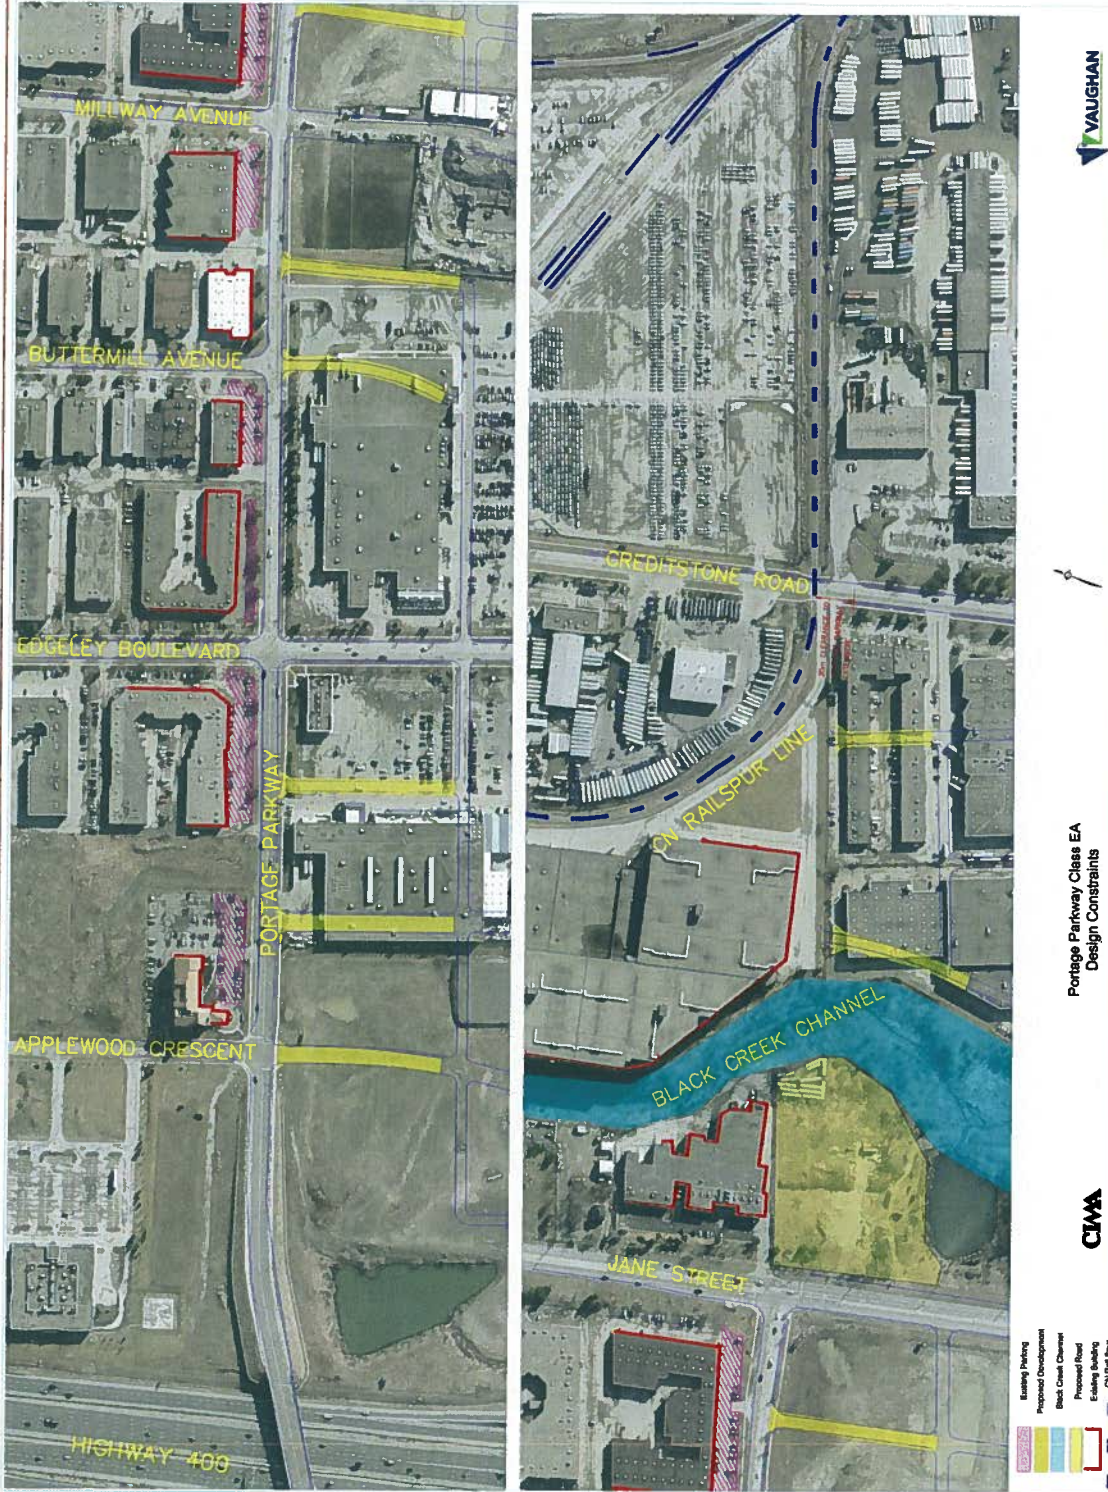 MILLWAY AVENUE
BUTTERMILL AVENUE
EDGELEY BOULEVARD
PORTAGE PARKWAY
APPLEWOOD CRESCENT
HIGHWAY 400
CREDITSTONE ROAD
CN RAILSPUR LINE
BLACK CREEK CHANNEL
JANE STREET
VAUGHAN
Portage Parkway Class EA
Design Constraints
CIMA
Existing Parking
Proposed Development
Black Creek Channel
Proposed Road
Existing Building